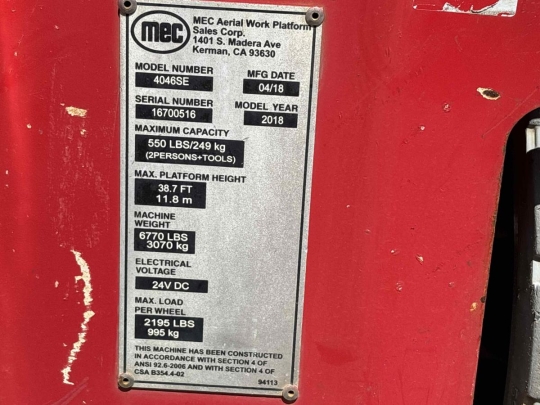 mec
MEC Aerial Work Platform
Sales Corp.
1401 S. Madera Ave
Kerman, CA 93630
MODEL NUMBER
4046SE
MFG DATE
04/18
SERIAL NUMBER
16700516
MODEL YEAR
2018
MAXIMUM CAPACITY
550 LBS/249 kg
(2PERSONS+TOOLS)
MAX. PLATFORM HEIGHT
38.7 FT
11.8 m
MACHINE
WEIGHT
6770 LBS
3070 kg
ELECTRICAL
VOLTAGE
24V DC
MAX. LOAD
PER WHEEL
2195 LBS
995 kg
THIS MACHINE HAS BEEN CONSTRUCTED
IN ACCORDANCE WITH SECTION 4 OF
ANSI 92.6-2006 AND WITH SECTION 4 OF
CSA B354.4-02
94113